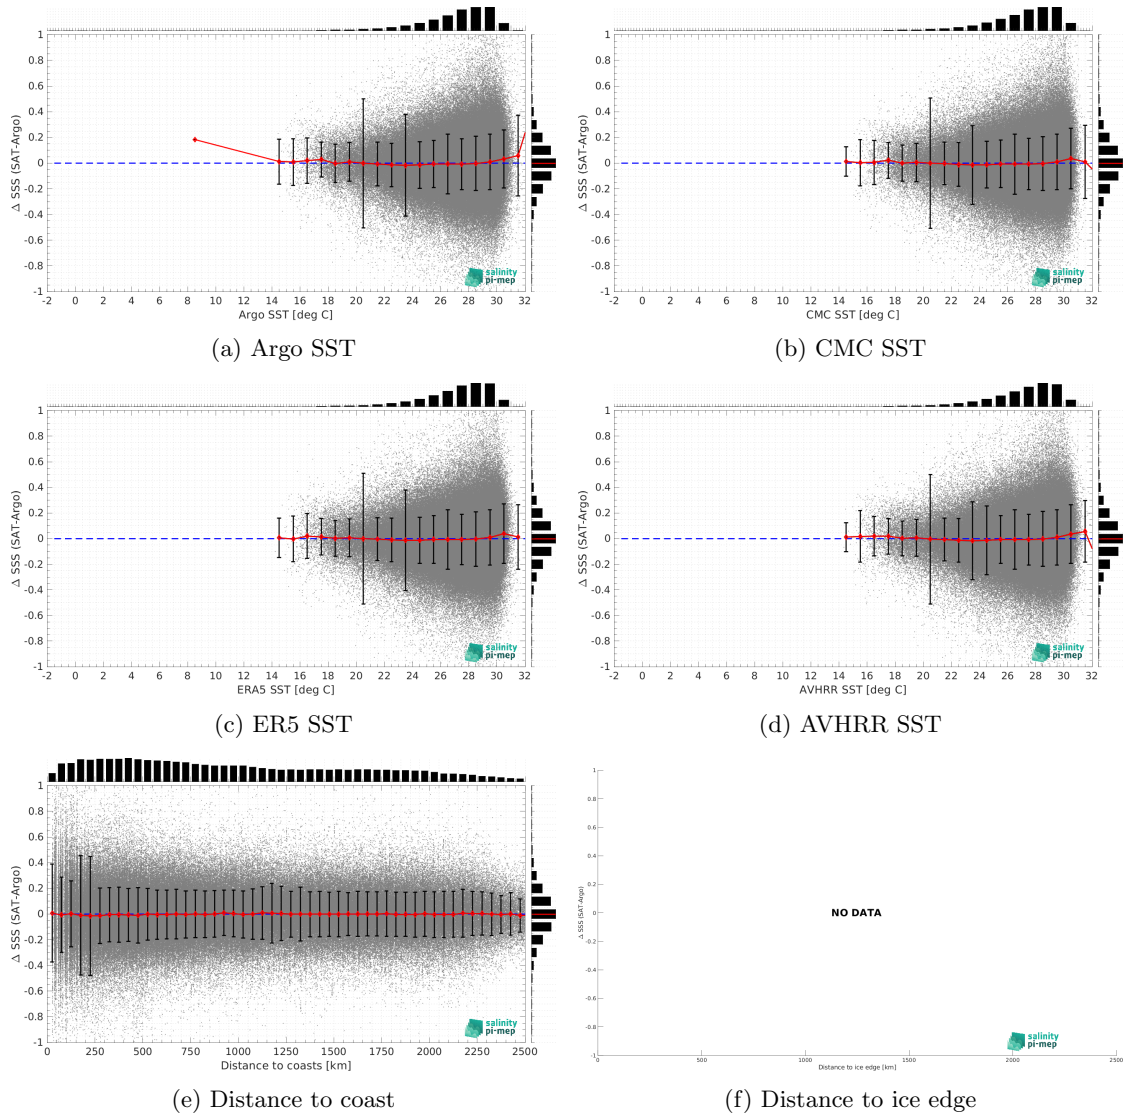 1
0.8
0.6
0.4
0.2
0
-0.2
-0.4
-0.6
-0.8
-1
Δ SSS (SAT-Argo)
-2 0 2 4 6 8 10 12 14 16 18 20 22 24 26 28 30 32
Argo SST [deg C]
salinity
pi-mep
(a) Argo SST
1
0.8
0.6
0.4
0.2
0
-0.2
-0.4
-0.6
-0.8
-1
Δ SSS (SAT-Argo)
-2 0 2 4 6 8 10 12 14 16 18 20 22 24 26 28 30 32
CMC SST [deg C]
salinity
pi-mep
(b) CMC SST
1
0.8
0.6
0.4
0.2
0
-0.2
-0.4
-0.6
-0.8
-1
Δ SSS (SAT-Argo)
-2 0 2 4 6 8 10 12 14 16 18 20 22 24 26 28 30 32
ERA5 SST [deg C]
salinity
pi-mep
(c) ER5 SST
1
0.8
0.6
0.4
0.2
0
-0.2
-0.4
-0.6
-0.8
-1
Δ SSS (SAT-Argo)
-2 0 2 4 6 8 10 12 14 16 18 20 22 24 26 28 30 32
AVHRR SST [deg C]
salinity
pi-mep
(d) AVHRR SST
1
0.8
0.6
0.4
0.2
0
-0.2
-0.4
-0.6
-0.8
-1
Δ SSS (SAT-Argo)
0 250 500 750 1000 1250 1500 1750 2000 2250 2500
Distance to coasts [km]
salinity
pi-mep
(e) Distance to coast
1
0.8
0.6
0.4
0.2
0
-0.2
-0.4
-0.6
-0.8
-1
Δ SSS (SAT-Argo)
NO DATA
0 500 1000 1500 2000 2500
Distance to ice edge [km]
salinity
pi-mep
(f) Distance to ice edge